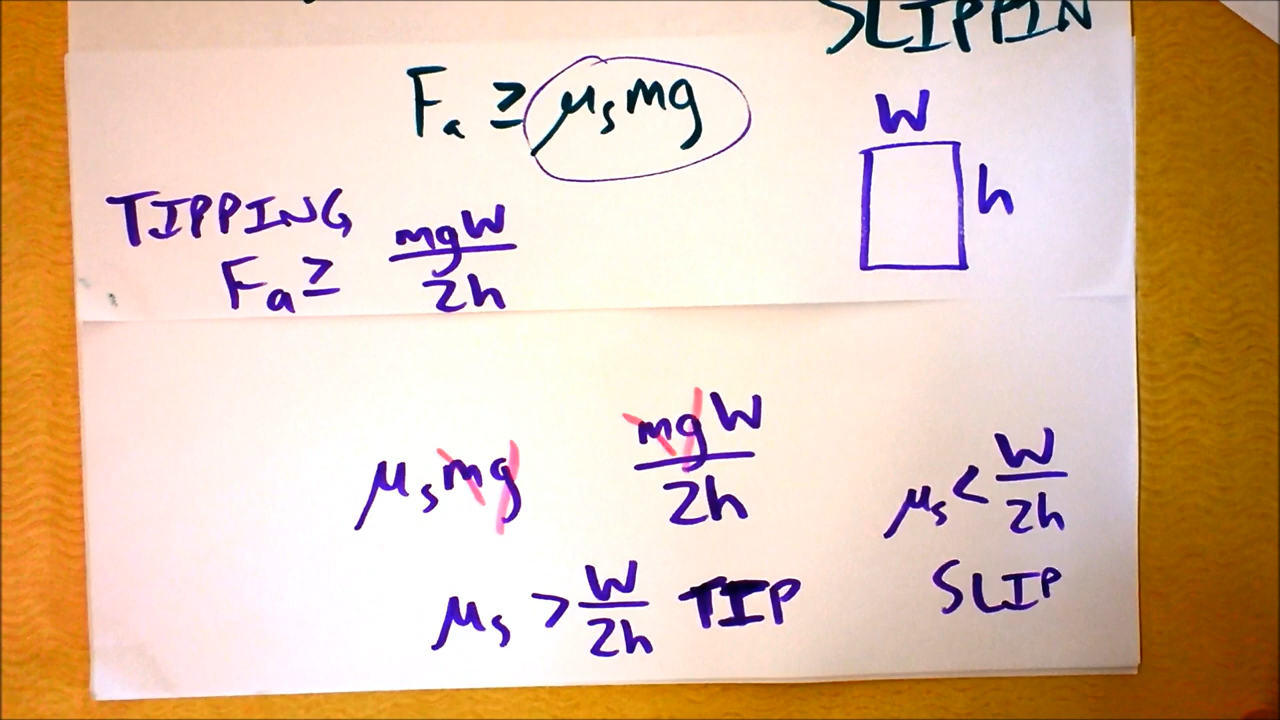 SLIPPIN
Fₐ ≥ μₛmg
W
h
TIPPING
Fₐ ≥ mgW/2h
μₛmg mgW/2h
μₛ < W/2h
SLIP
μₛ > W/2h TIP